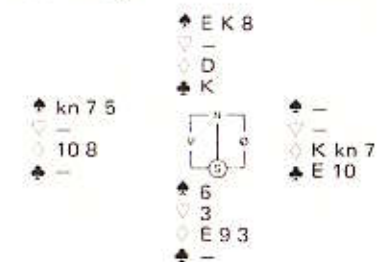 ♠ E K 8
♡ –
♢ D
♣ K
♠ kn 7 5
♡ –
♢ 10 8
♣ –
N
V Ø
S
♠ –
♡ –
♢ K kn 7
♣ E 10
♠ 6
♡ 3
♢ E 9 3
♣ –